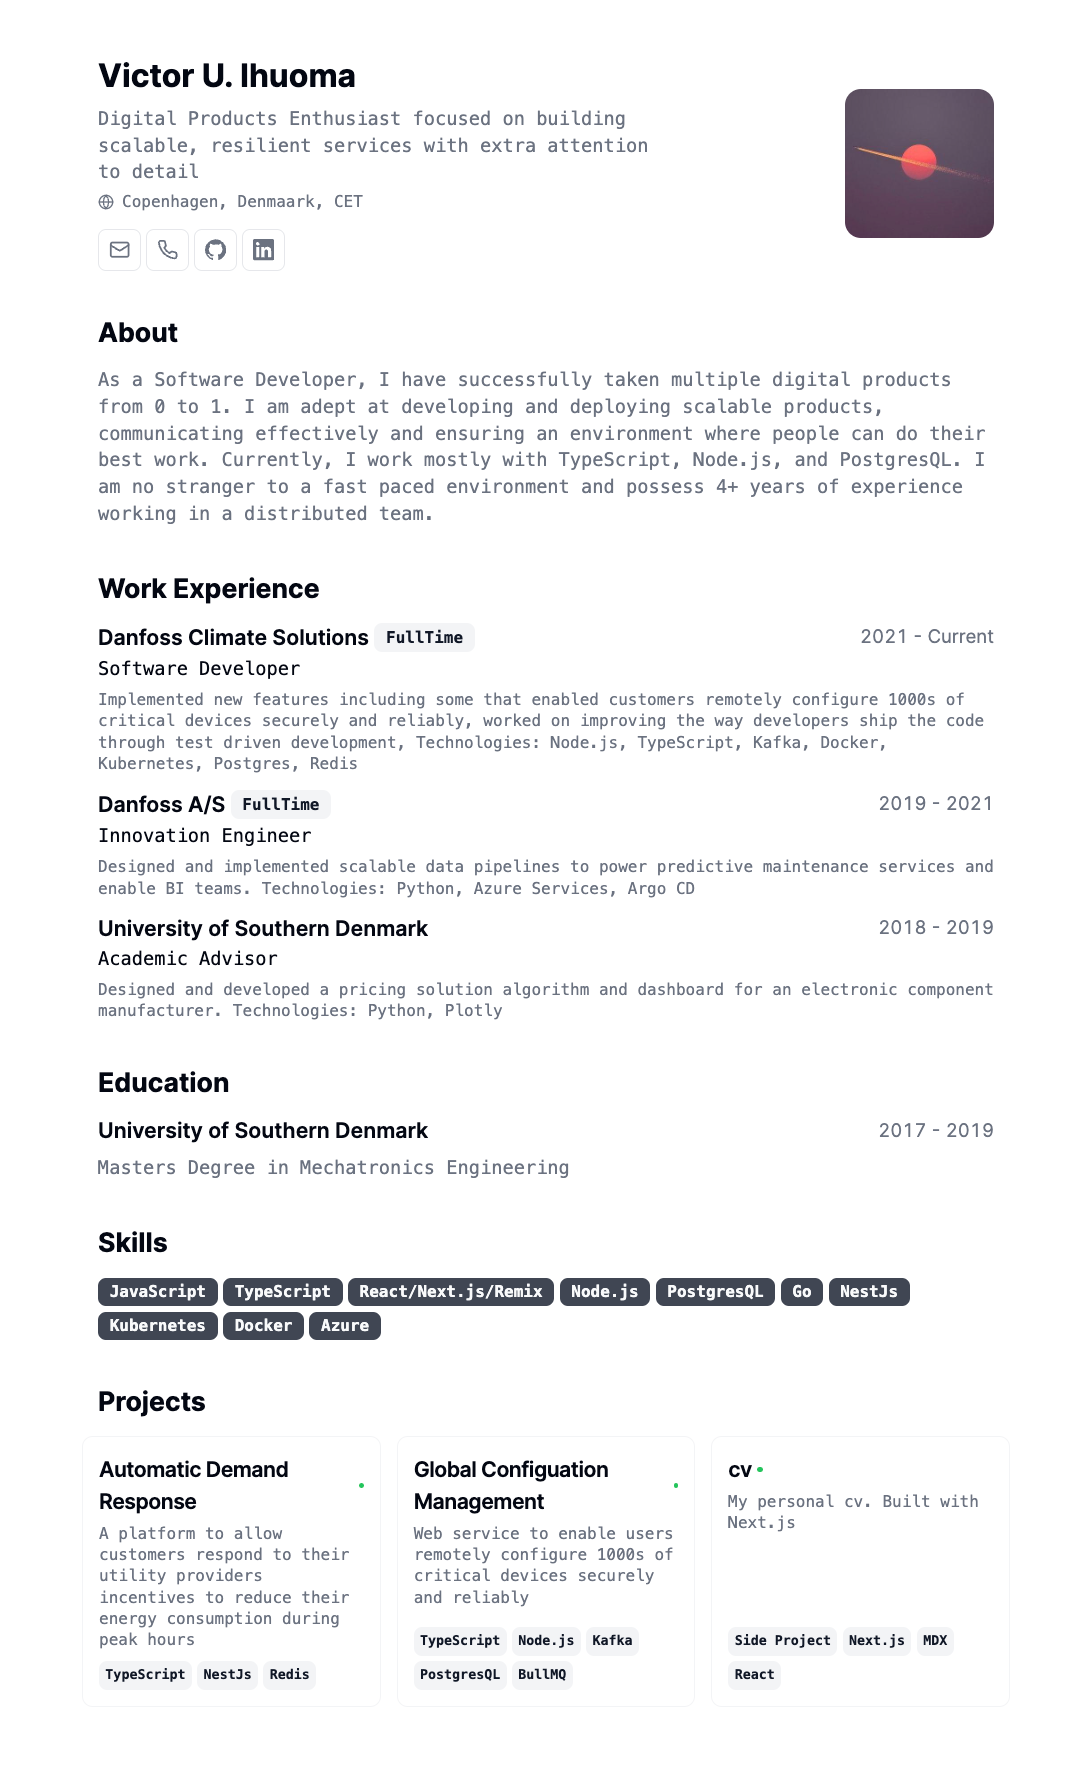 Victor U. Ihuoma
Digital Products Enthusiast focused on building
scalable, resilient services with extra attention
to detail
Copenhagen, Denmaark, CET
in
About
As a Software Developer, I have successfully taken multiple digital products
from 0 to 1. I am adept at developing and deploying scalable products,
communicating effectively and ensuring an environment where people can do their
best work. Currently, I work mostly with TypeScript, Node.js, and PostgresQL. I
am no stranger to a fast paced environment and possess 4+ years of experience
working in a distributed team.
Work Experience
Danfoss Climate Solutions FullTime 2021 - Current
Software Developer
Implemented new features including some that enabled customers remotely configure 1000s of
critical devices securely and reliably, worked on improving the way developers ship the code
through test driven development, Technologies: Node.js, TypeScript, Kafka, Docker,
Kubernetes, Postgres, Redis
Danfoss A/S FullTime 2019 - 2021
Innovation Engineer
Designed and implemented scalable data pipelines to power predictive maintenance services and
enable BI teams. Technologies: Python, Azure Services, Argo CD
University of Southern Denmark 2018 - 2019
Academic Advisor
Designed and developed a pricing solution algorithm and dashboard for an electronic component
manufacturer. Technologies: Python, Plotly
Education
University of Southern Denmark 2017 - 2019
Masters Degree in Mechatronics Engineering
Skills
JavaScript TypeScript React/Next.js/Remix Node.js PostgresQL Go NestJs
Kubernetes Docker Azure
Projects
Automatic Demand
Response
A platform to allow
customers respond to their
utility providers
incentives to reduce their
energy consumption during
peak hours
TypeScript NestJs Redis
Global Configuation
Management
Web service to enable users
remotely configure 1000s of
critical devices securely
and reliably
TypeScript Node.js Kafka
PostgresQL BullMQ
cv
My personal cv. Built with
Next.js
Side Project Next.js MDX
React